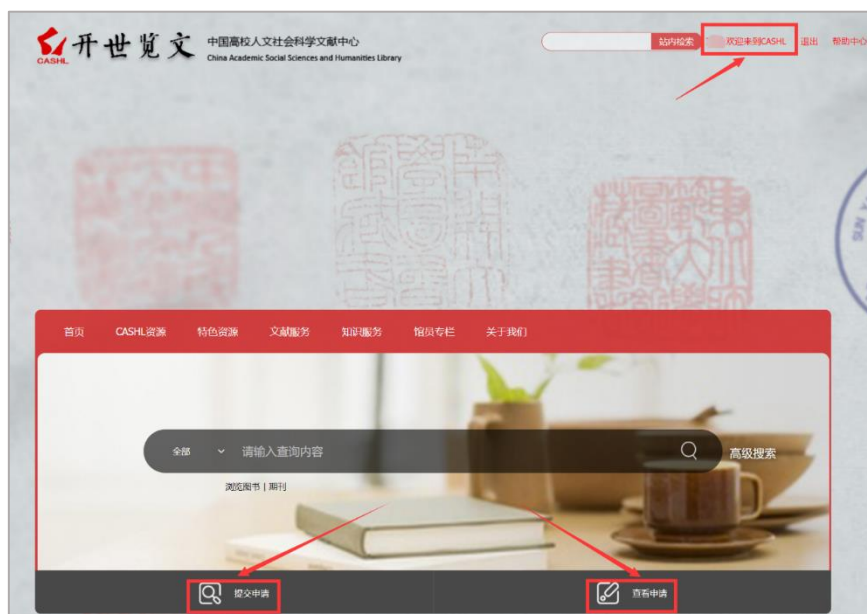 开世览文
CASHL
中国高校人文社会科学文献中心
China Academic Social Sciences and Humanities Library
站内检索
欢迎来到CASHL 退出 帮助中心
首页 CASHL资源 特色资源 文献服务 知识服务 馆员专栏 关于我们
全部 请输入查询内容 高级搜索
浏览图书 | 期刊
提交申请 查看申请